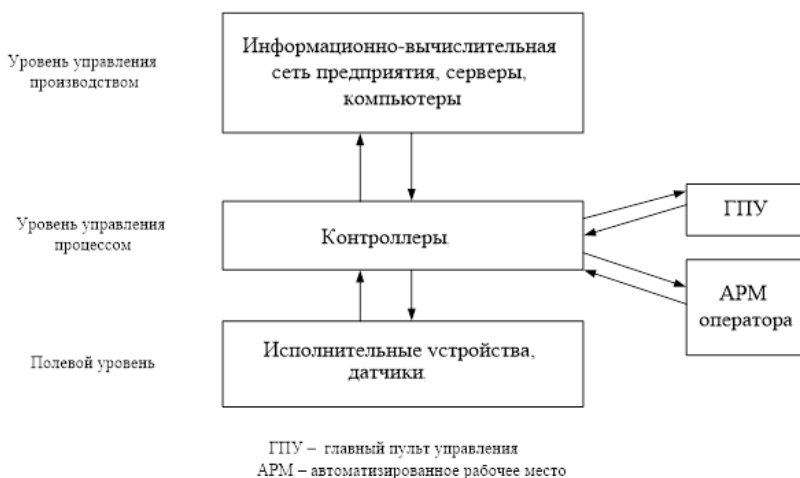 Уровень управления
производством
Информационно-вычислительная
сеть предприятия, серверы,
компьютеры
Уровень управления
процессом
Контроллеры.
ГПУ
АРМ
оператора
Полевой уровень
Исполнительные устройства,
датчики.
ГПУ – главный пульт управления
АРМ – автоматизированное рабочее место